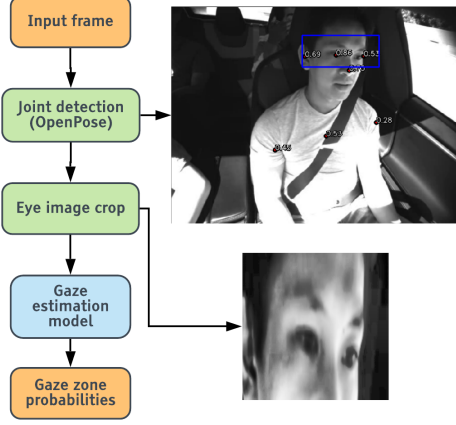 Input frame
Joint detection
(OpenPose)
Eye image crop
Gaze
estimation
model
Gaze zone
probabilities
0.69
0.86
0.53
0.28
0.53
0.45